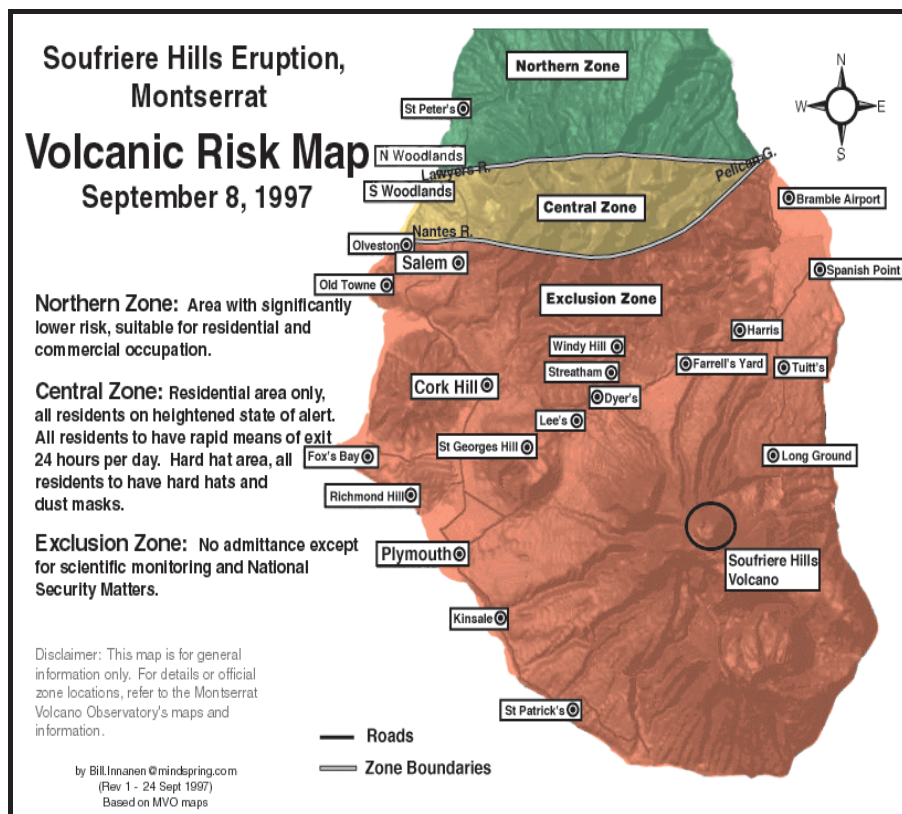 Soufriere Hills Eruption,
Montserrat
Volcanic Risk Map
September 8, 1997
Northern Zone: Area with significantly
lower risk, suitable for residential and
commercial occupation.
Central Zone: Residential area only,
all residents on heightened state of alert.
All residents to have rapid means of exit
24 hours per day. Hard hat area, all
residents to have hard hats and
dust masks.
Exclusion Zone: No admittance except
for scientific monitoring and National
Security Matters.
Disclaimer: This map is for general
information only. For details or official
zone locations, refer to the Montserrat
Volcano Observatory's maps and
information.
by Bill.Innanen@mindspring.com
(Rev 1 - 24 Sept 1997)
Based on MVO maps
Northern Zone
N
W
E
S
St Peter's
N Woodlands
Lawyers R.
Pelican G.
S Woodlands
Bramble Airport
Central Zone
Nantes R.
Olveston
Salem
Spanish Point
Old Towne
Exclusion Zone
Harris
Windy Hill
Farrell's Yard
Tuitt's
Streatham
Cork Hill
Dyer's
Lee's
St Georges Hill
Fox's Bay
Long Ground
Richmond Hill
Plymouth
Soufriere Hills
Volcano
Kinsale
St Patrick's
Roads
Zone Boundaries